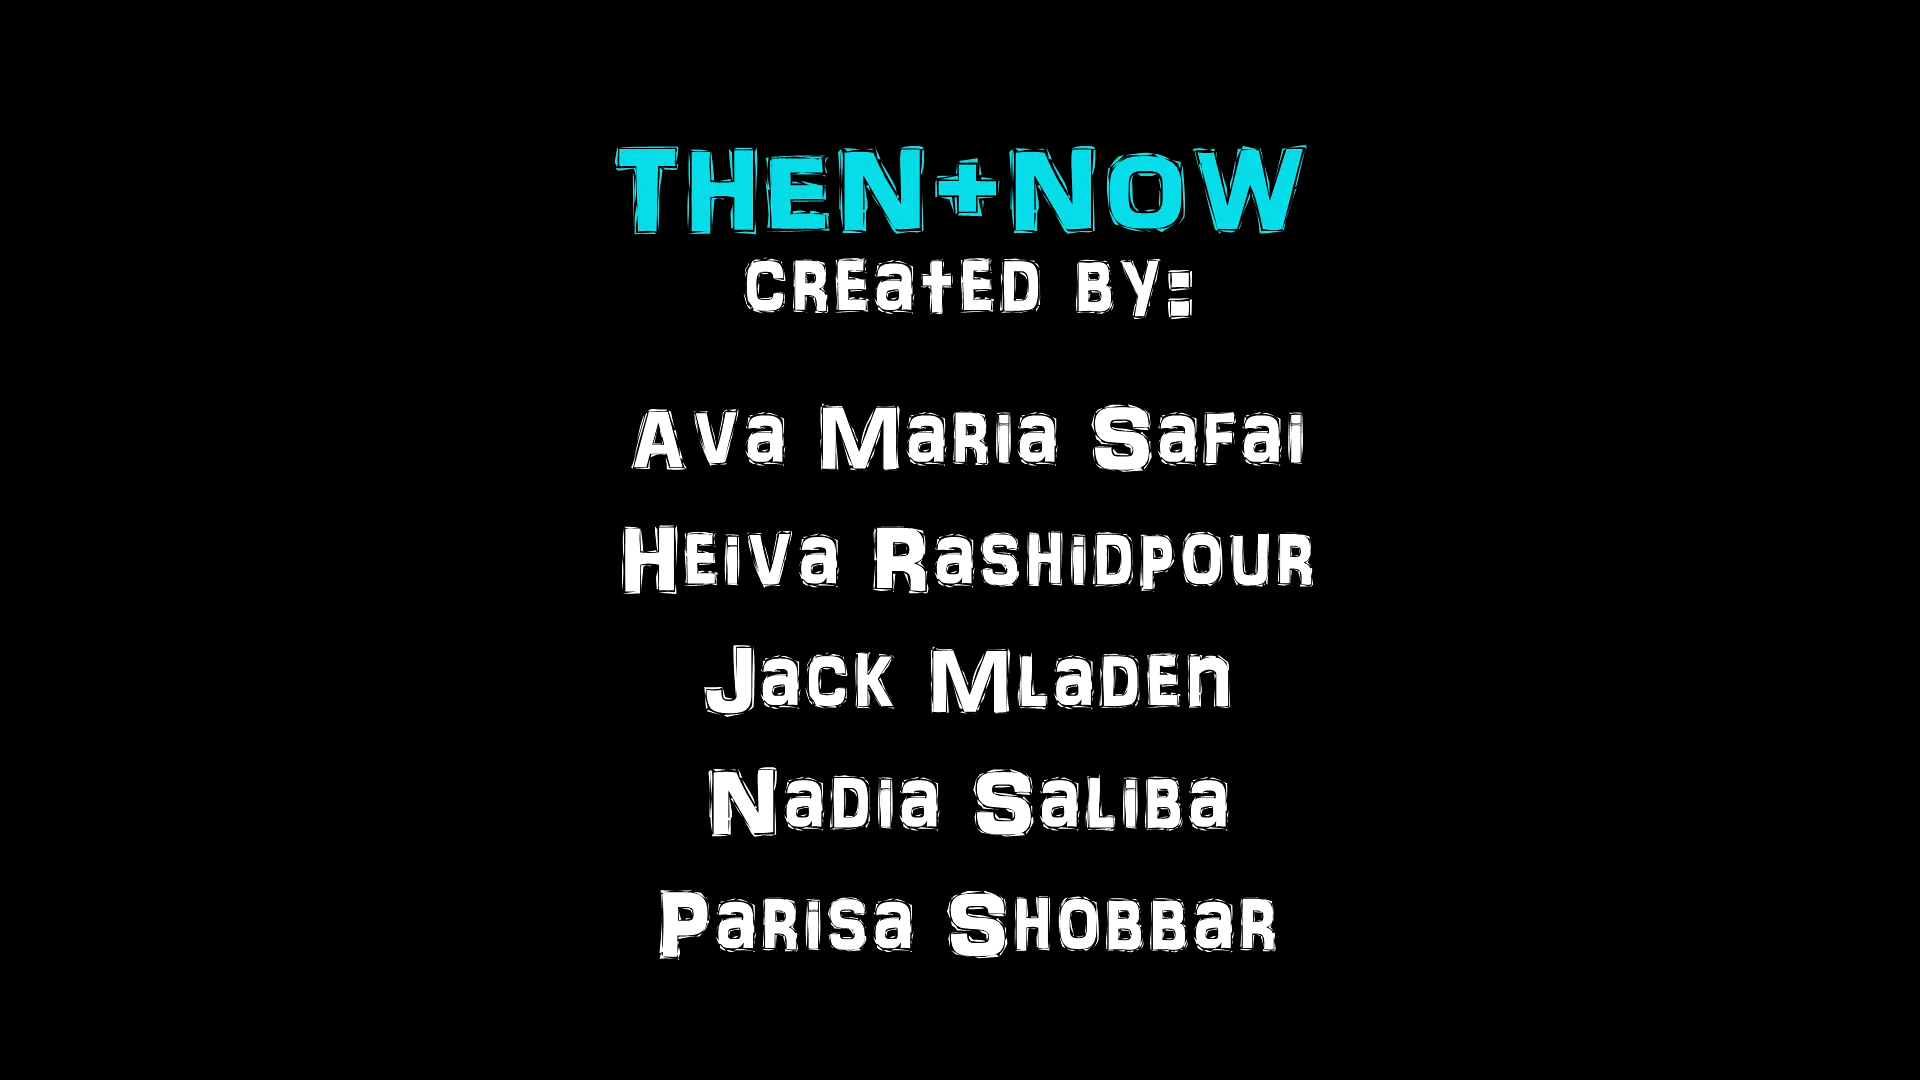 THEN+NOW
CREATED BY:
Ava Maria Safai
Heiva Rashidpour
Jack Mladen
Nadia Saliba
Parisa Shobbar